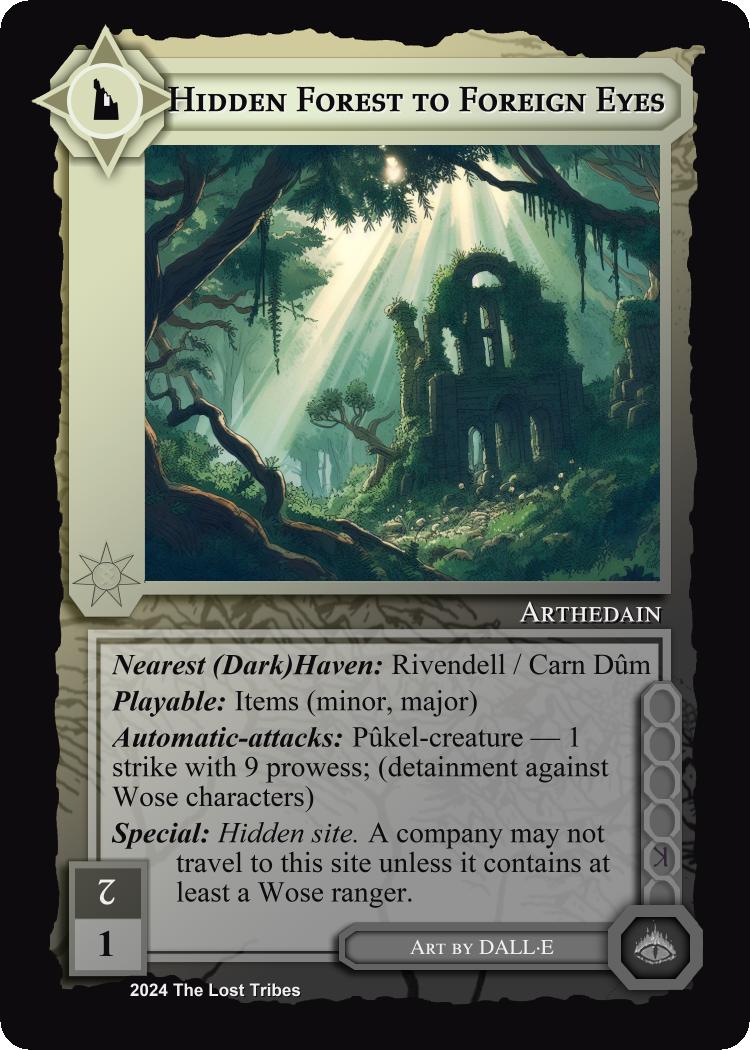 Hidden Forest to Foreign Eyes
Arthedain
Nearest (Dark)Haven: Rivendell / Carn Dûm
Playable: Items (minor, major)
Automatic-attacks: Pûkel-creature — 1
strike with 9 prowess; (detainment against
Wose characters)
Special: Hidden site. A company may not
travel to this site unless it contains at
least a Wose ranger.
2
1
K
Art by DALL·E
2024 The Lost Tribes